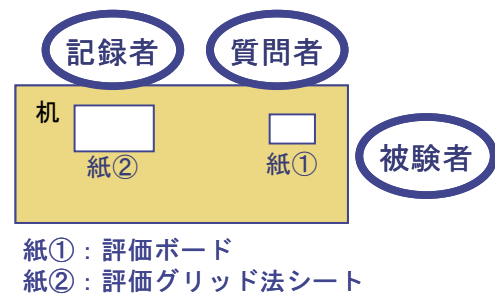 記録者
質問者
机
紙②
紙①
被験者
紙①：評価ボード
紙②：評価グリッド法シート